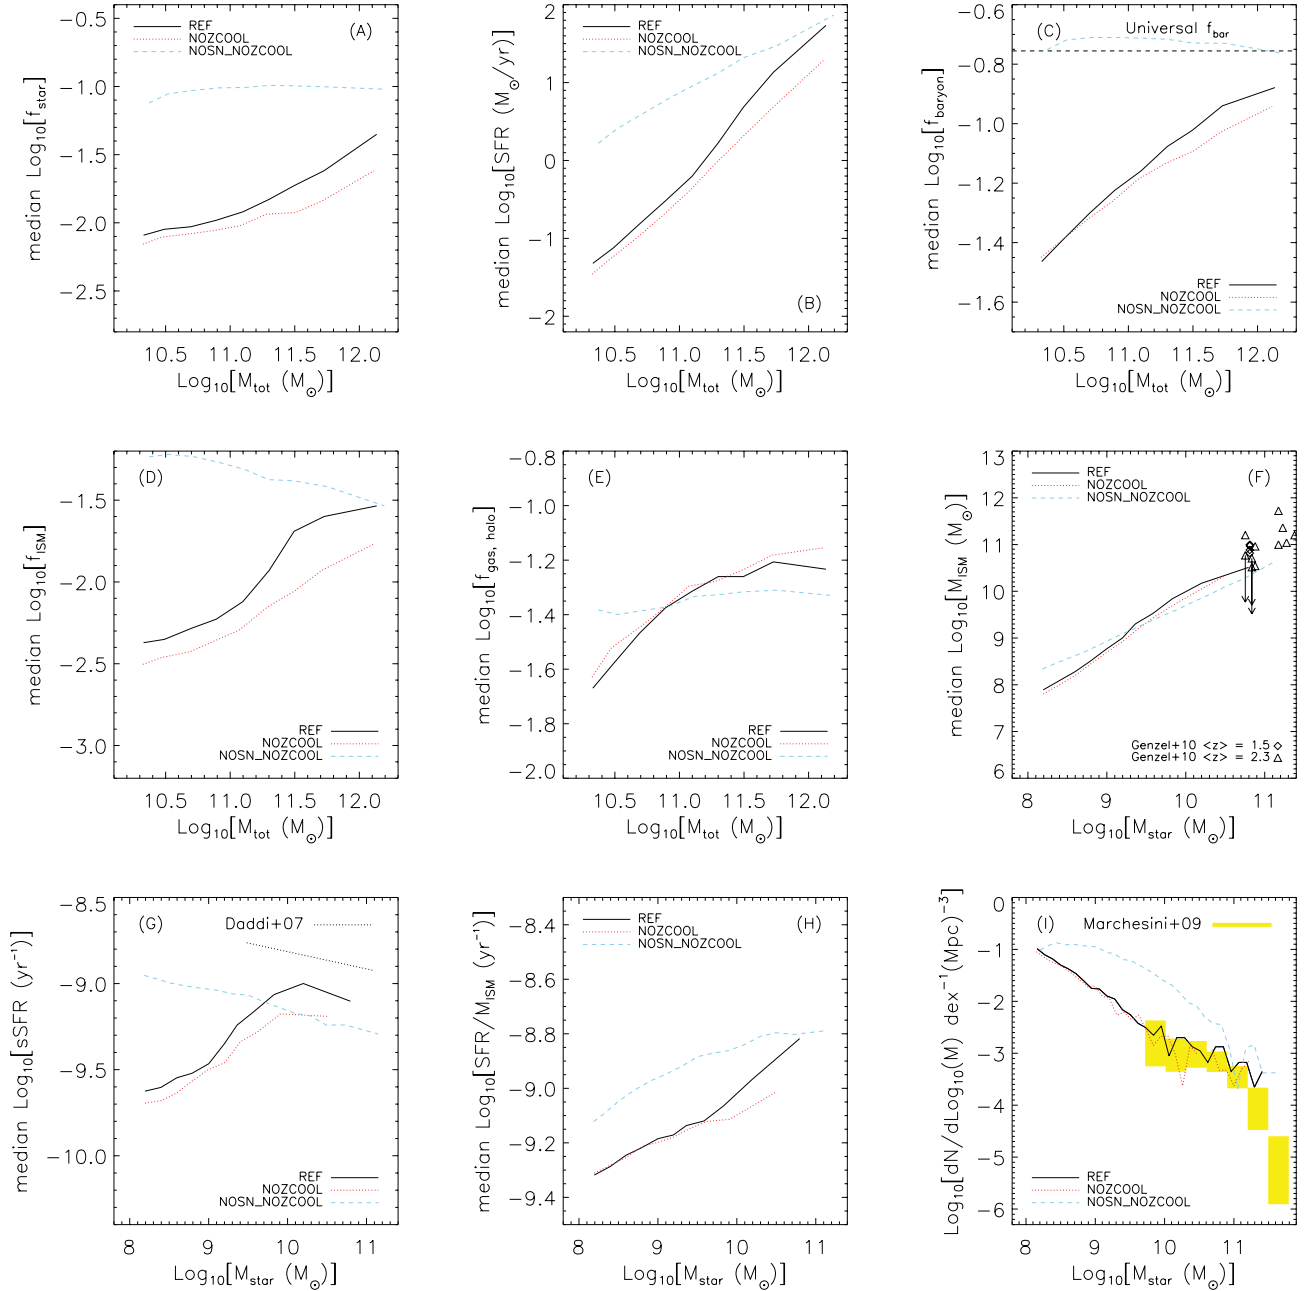 REF
NOZCOOL
NOSN_NOZCOOL
(A)
median Log10[fstar]
−0.5
−1.0
−1.5
−2.0
−2.5
10.5 11.0 11.5 12.0
Log10[Mtot (M⊙)]
REF
NOZCOOL
NOSN_NOZCOOL
(B)
median Log10[SFR (M⊙/yr)]
2
1
0
−1
−2
10.5 11.0 11.5 12.0
Log10[Mtot (M⊙)]
(C)
Universal fbar
median Log10[fbaryon]
−0.6
−0.8
−1.0
−1.2
−1.4
−1.6
REF
NOZCOOL
NOSN_NOZCOOL
10.5 11.0 11.5 12.0
Log10[Mtot (M⊙)]
(D)
median Log10[fISM]
−1.5
−2.0
−2.5
−3.0
REF
NOZCOOL
NOSN_NOZCOOL
10.5 11.0 11.5 12.0
Log10[Mtot (M⊙)]
(E)
median Log10[fgas, halo]
−0.8
−1.0
−1.2
−1.4
−1.6
−1.8
−2.0
REF
NOZCOOL
NOSN_NOZCOOL
10.5 11.0 11.5 12.0
Log10[Mtot (M⊙)]
REF
NOZCOOL
NOSN_NOZCOOL
(F)
median Log10[MISM (M⊙)]
13
12
11
10
9
8
7
6
Genzel+10 <z> = 1.5
Genzel+10 <z> = 2.3
8 9 10 11
Log10[Mstar (M⊙)]
(G)
Daddi+07
median Log10[sSFR (yr−1)]
−8.5
−9.0
−9.5
−10.0
REF
NOZCOOL
NOSN_NOZCOOL
8 9 10 11
Log10[Mstar (M⊙)]
REF
NOZCOOL
NOSN_NOZCOOL
(H)
median Log10[SFR/MISM (yr−1)]
−8.4
−8.6
−8.8
−9.0
−9.2
−9.4
8 9 10 11
Log10[Mstar (M⊙)]
(I)
Marchesini+09
Log10[dN/dLog10(M) dex−1(Mpc)−3]
0
−1
−2
−3
−4
−5
−6
REF
NOZCOOL
NOSN_NOZCOOL
8 9 10 11
Log10[Mstar (M⊙)]